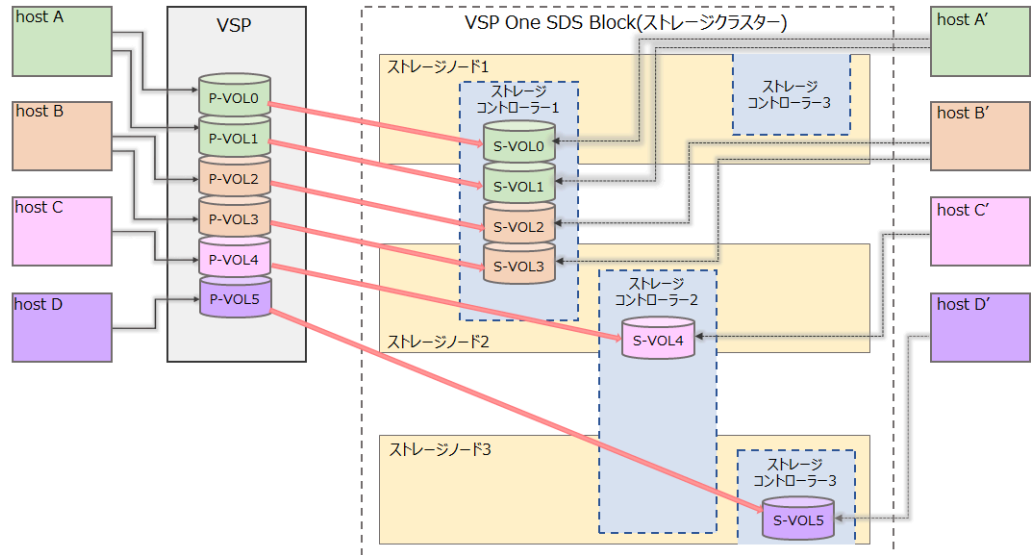 host A
host B
host C
host D
VSP
P-VOL0
P-VOL1
P-VOL2
P-VOL3
P-VOL4
P-VOL5
VSP One SDS Block(ストレージクラスター)
ストレージノード1
ストレージ
コントローラー1
S-VOL0
S-VOL1
S-VOL2
S-VOL3
ストレージ
コントローラー3
ストレージノード2
ストレージ
コントローラー2
S-VOL4
ストレージノード3
ストレージ
コントローラー3
S-VOL5
host A’
host B’
host C’
host D’